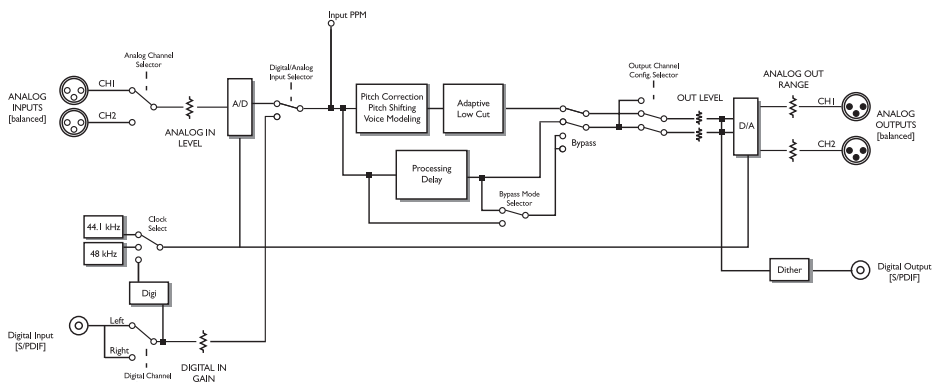 Input PPM
Analog Channel
Selector
Digital/Analog
Input Selector
CH1
ANALOG
INPUTS
[balanced]
CH2
ANALOG IN
LEVEL
A/D
Pitch Correction
Pitch Shifting
Voice Modeling
Adaptive
Low Cut
Output Channel
Config. Selector
OUT LEVEL
ANALOG OUT
RANGE
CH1
D/A
ANALOG
OUTPUTS
[balanced]
CH2
Bypass
Processing
Delay
Bypass Mode
Selector
44.1 kHz
48 kHz
Clock
Select
Digi
Dither
Digital Output
[S/PDIF]
Digital Input
[S/PDIF]
Left
Right
Digital Channel
DIGITAL IN
GAIN